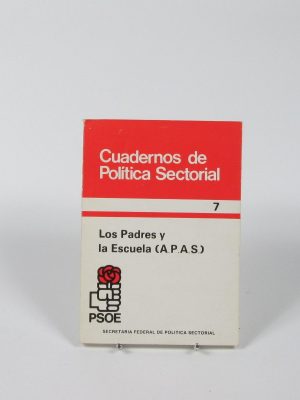 Cuadernos de
Política Sectorial
7
Los Padres y
la Escuela (A.P.A.S.)
PSOE
SECRETARIA FEDERAL DE POLITICA SECTORIAL